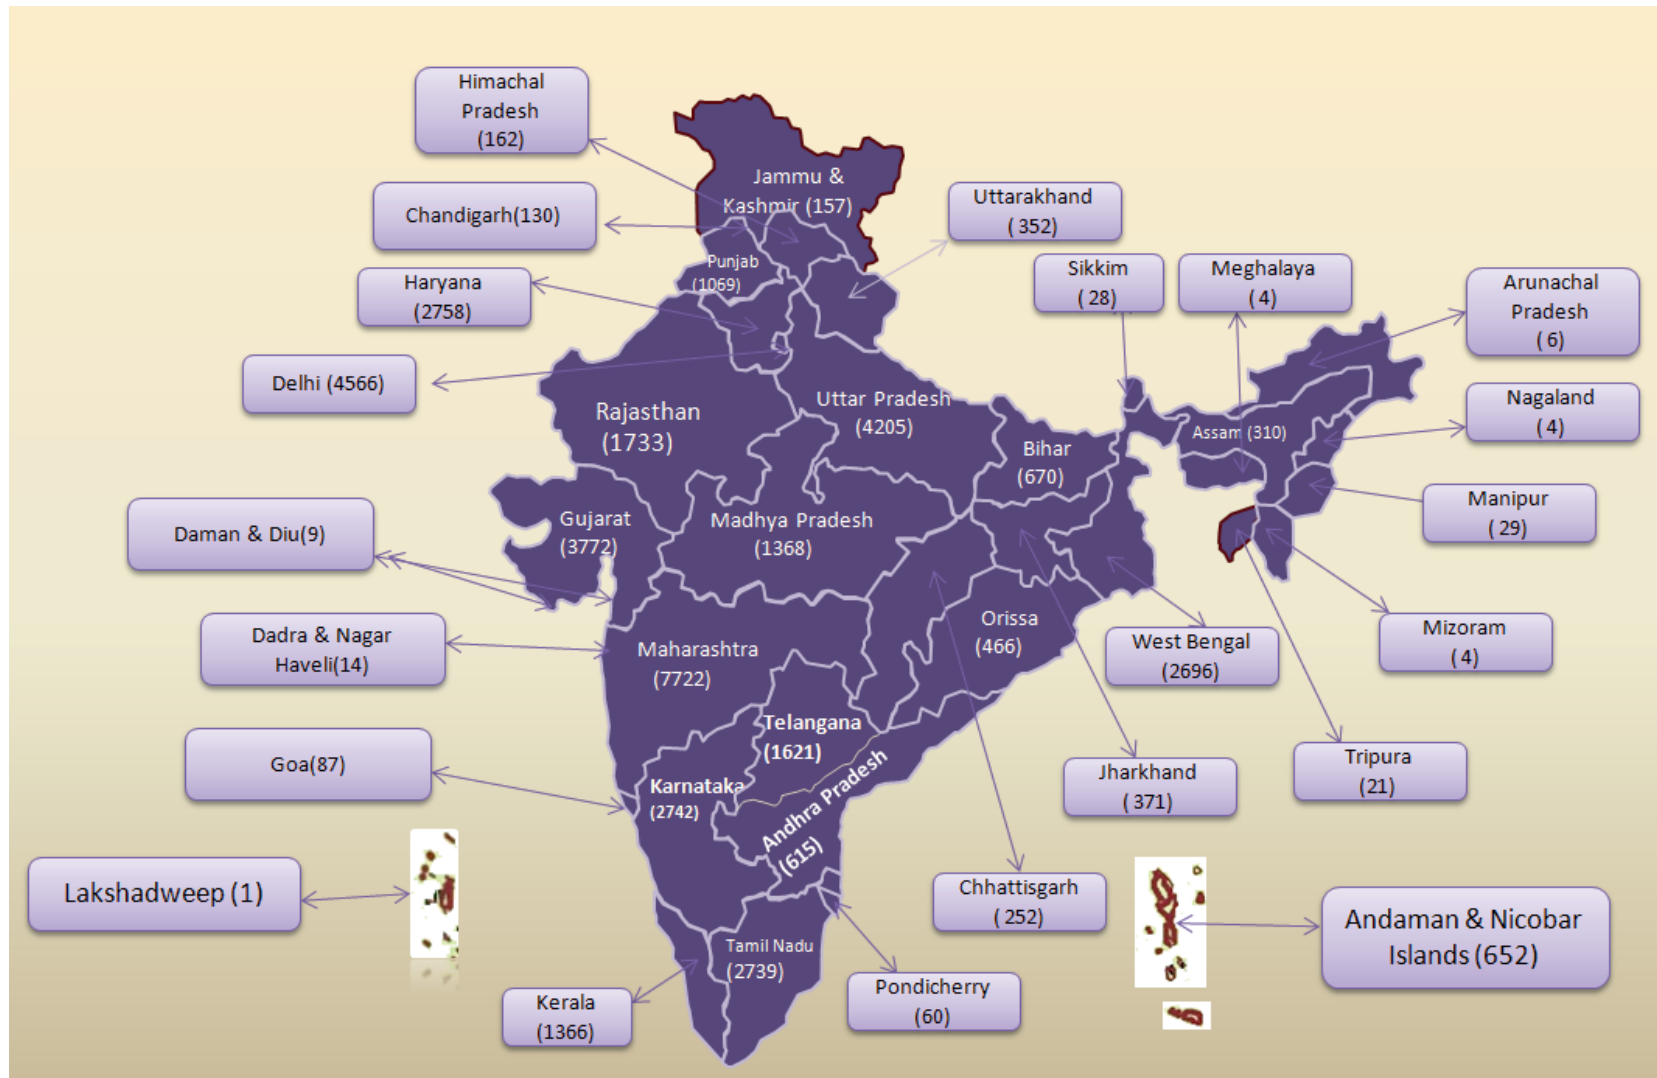 Himachal
Pradesh
(162)
Jammu &
Kashmir (157)
Chandigarh(130)
Uttarakhand
( 352)
Punjab
(1069)
Haryana
(2758)
Sikkim
( 28)
Meghalaya
( 4)
Arunachal
Pradesh
( 6)
Delhi (4566)
Rajasthan
(1733)
Uttar Pradesh
(4205)
Nagaland
( 4)
Assam (310)
Bihar
(670)
Manipur
( 29)
Daman & Diu(9)
Gujarat
(3772)
Madhya Pradesh
(1368)
Dadra & Nagar
Haveli(14)
Maharashtra
(7722)
Orissa
(466)
West Bengal
(2696)
Mizoram
( 4)
Telangana
(1621)
Goa(87)
Karnataka
(2742)
Andhra Pradesh
(615)
Jharkhand
( 371)
Tripura
(21)
Lakshadweep (1)
Chhattisgarh
( 252)
Andaman & Nicobar
Islands (652)
Tamil Nadu
(2739)
Kerala
(1366)
Pondicherry
(60)